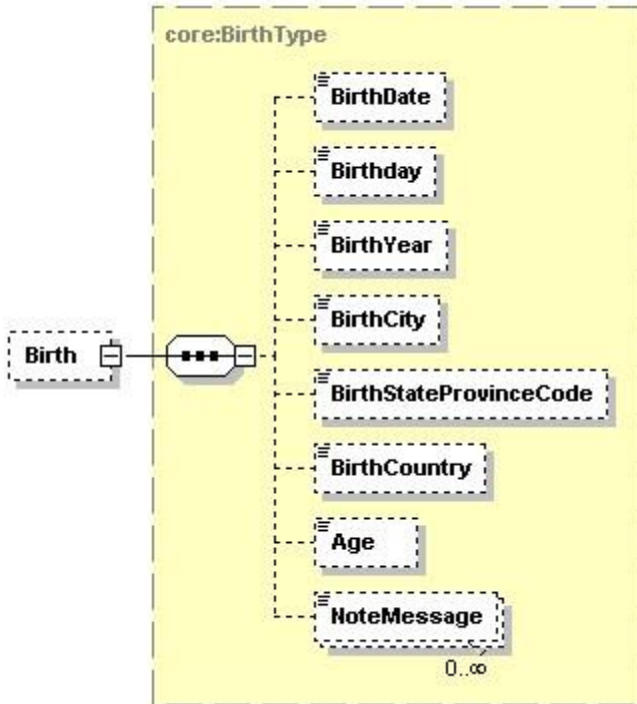 core:BirthType
BirthDate
Birthday
BirthYear
BirthCity
Birth
BirthStateProvinceCode
BirthCountry
Age
NoteMessage
0..∞